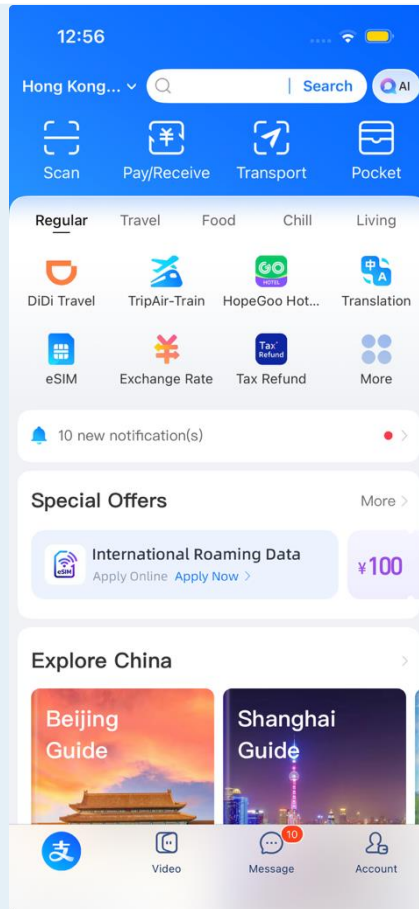 12:56
Hong Kong...
Search
AI
Scan
Pay/Receive
Transport
Pocket
Regular
Travel
Food
Chill
Living
DiDi Travel
GO
HOTEL
TripAir-Train
HopeGoo Hot...
中
A
Translation
eSIM
Exchange Rate
Tax
Refund
Tax Refund
More
10 new notification(s)
Special Offers
More
eSIM
International Roaming Data
Apply Online Apply Now
¥100
Explore China
Beijing
Guide
Shanghai
Guide
支
Video
10
Message
Account